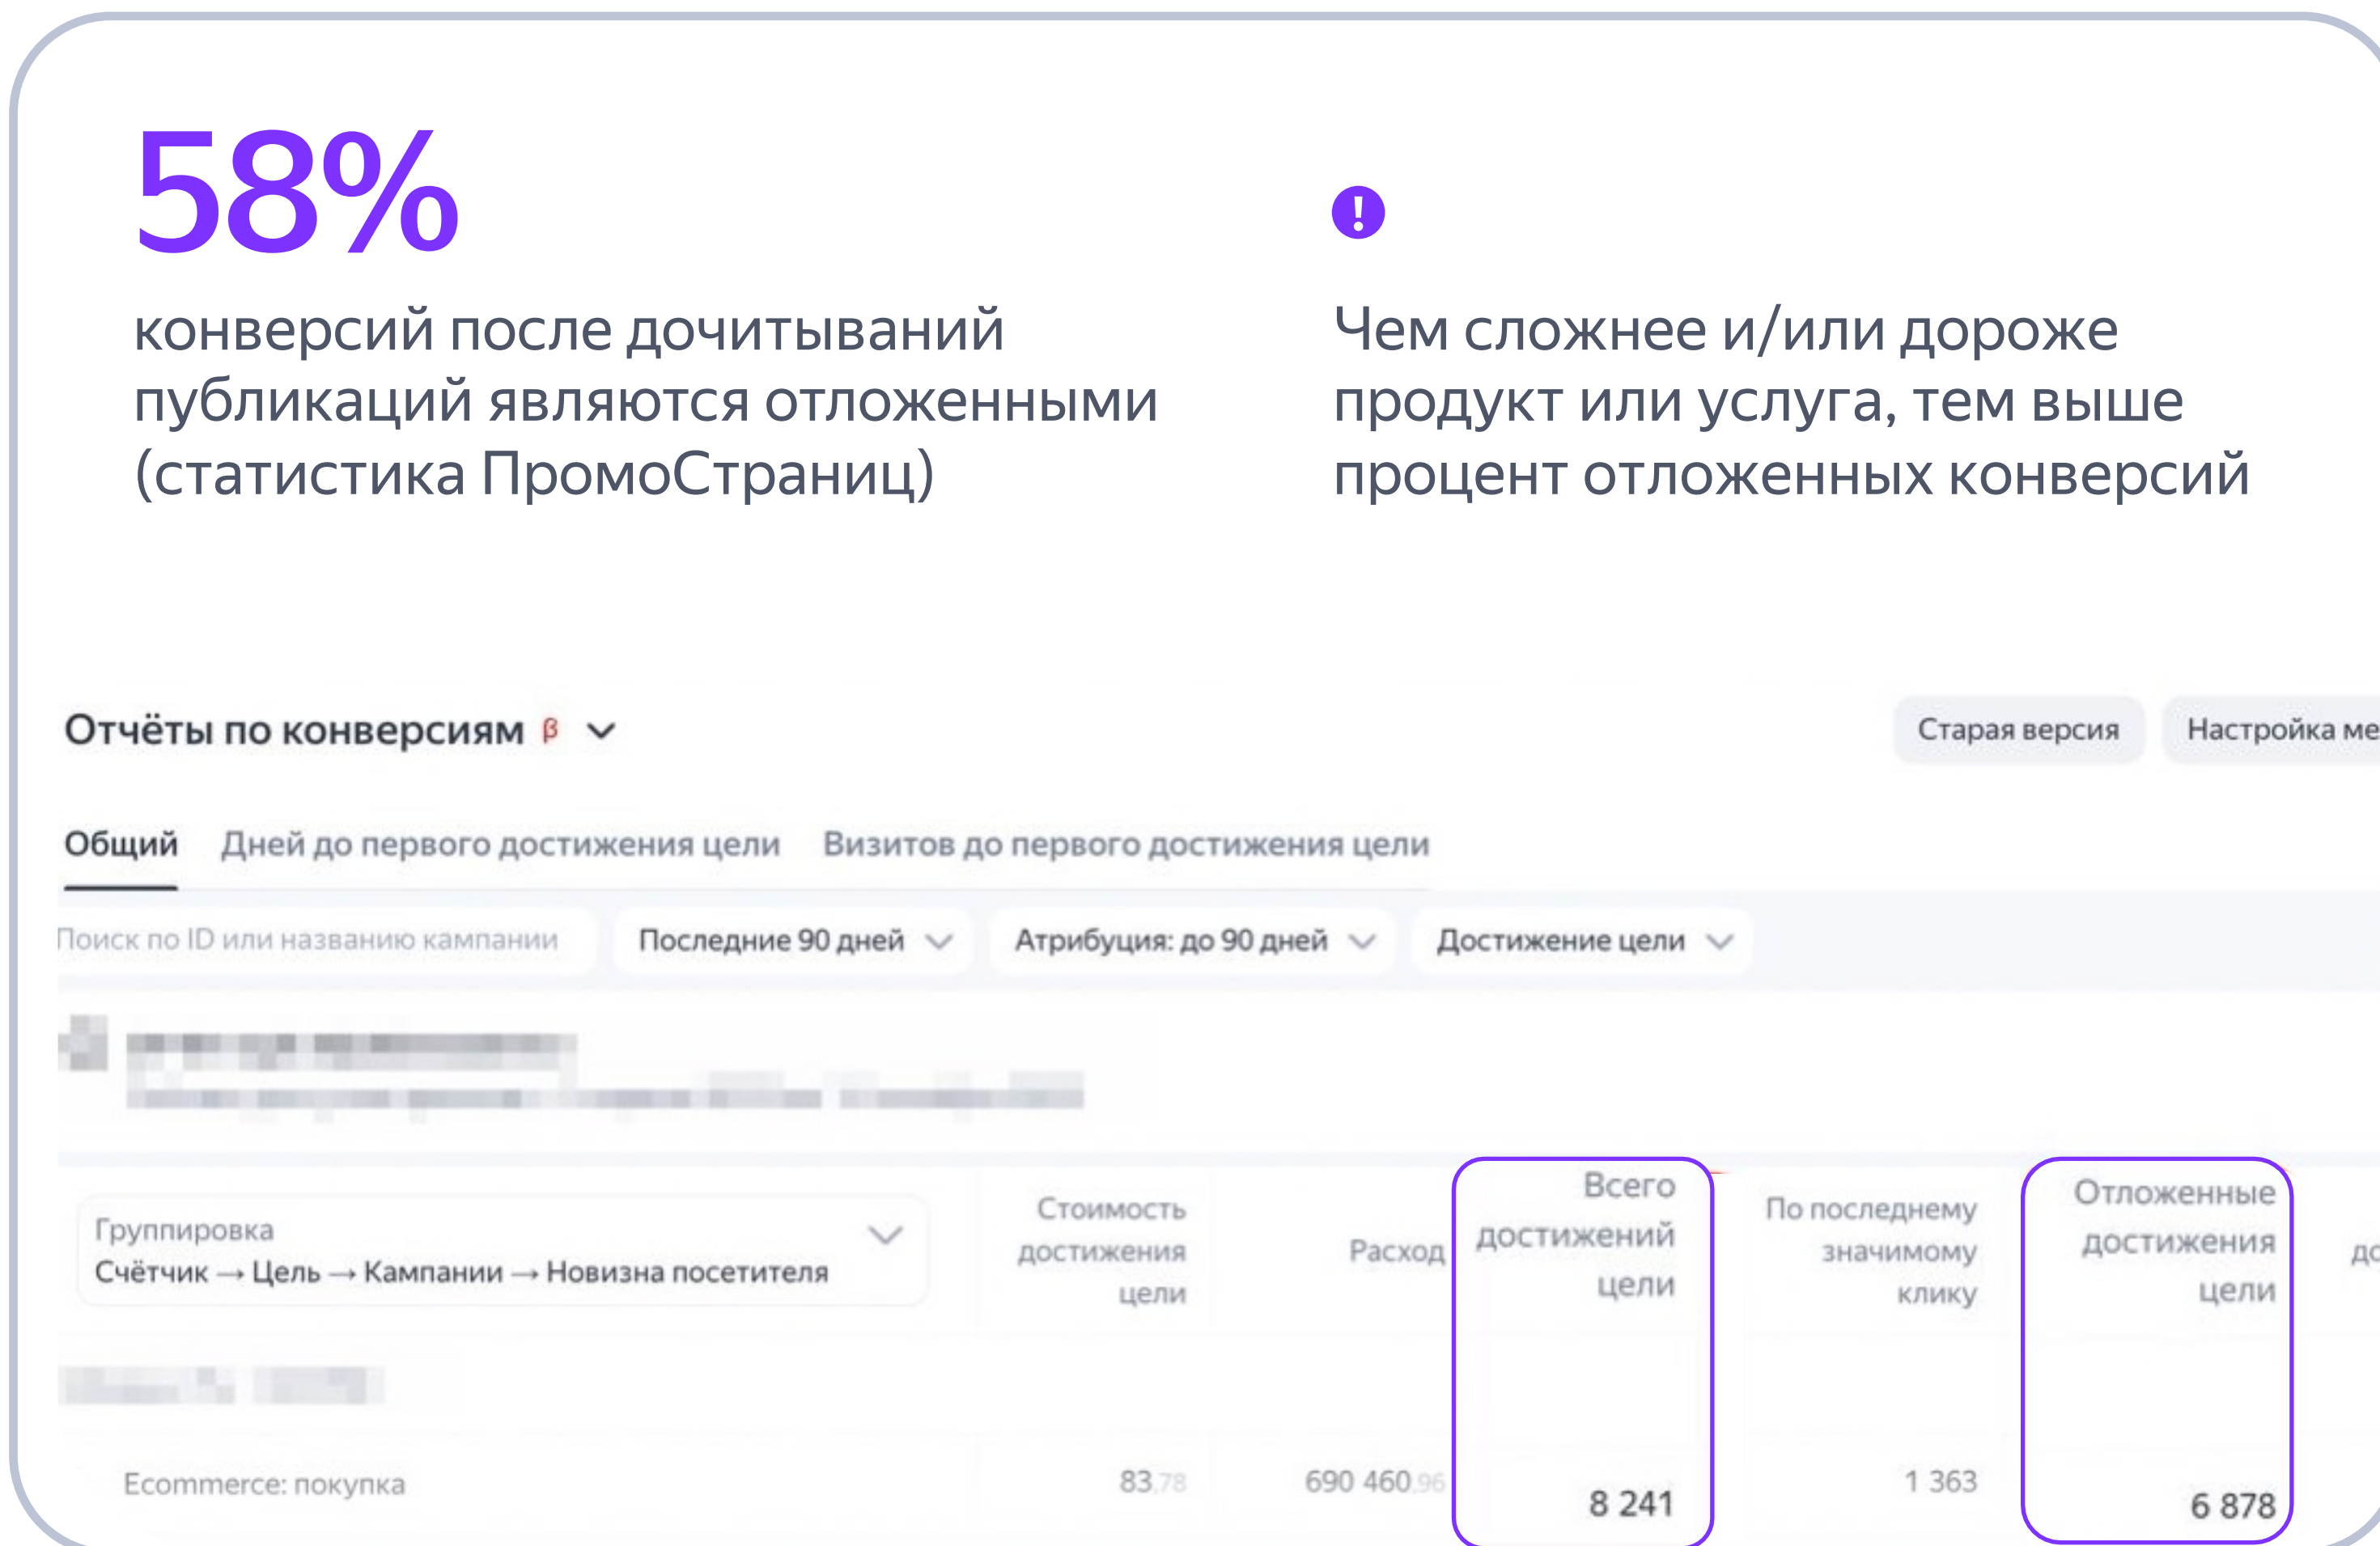 58%
конверсий после дочитываний
публикаций являются отложенными
(статистика ПромоСтраниц)
!
Чем сложнее и/или дороже
продукт или услуга, тем выше
процент отложенных конверсий
Отчёты по конверсиям β
Старая версия
Настройка ме
Общий
Дней до первого достижения цели
Визитов до первого достижения цели
Поиск по ID или названию кампании
Последние 90 дней
Атрибуция: до 90 дней
Достижение цели
Группировка
Счётчик → Цель → Кампании → Новизна посетителя
Стоимость
достижения
цели
Расход
Всего
достижений
цели
По последнему
значимому
клику
Отложенные
достижения
цели
до
Ecommerce: покупка
83,78
690 460,96
8 241
1 363
6 878